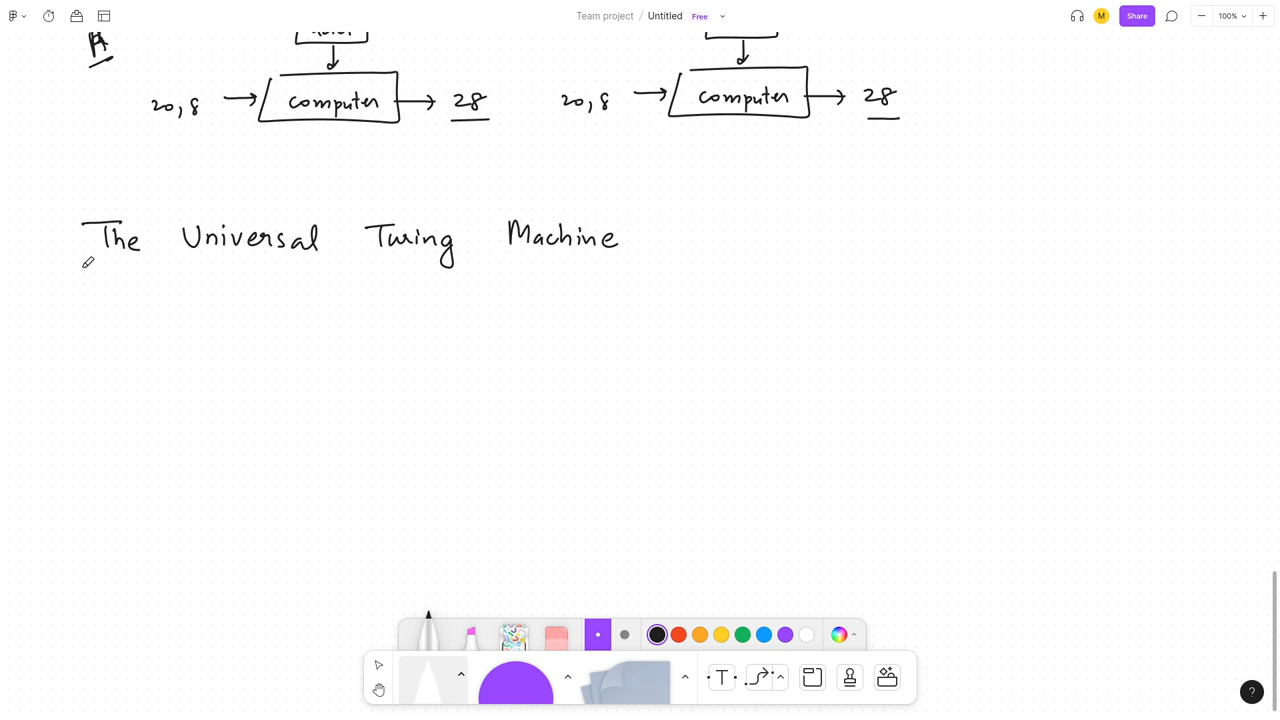 Team project / Untitled Free
M
Share
100%
20, 8 computer 28 20, 8 computer 28
The Universal Turing Machine
T
?